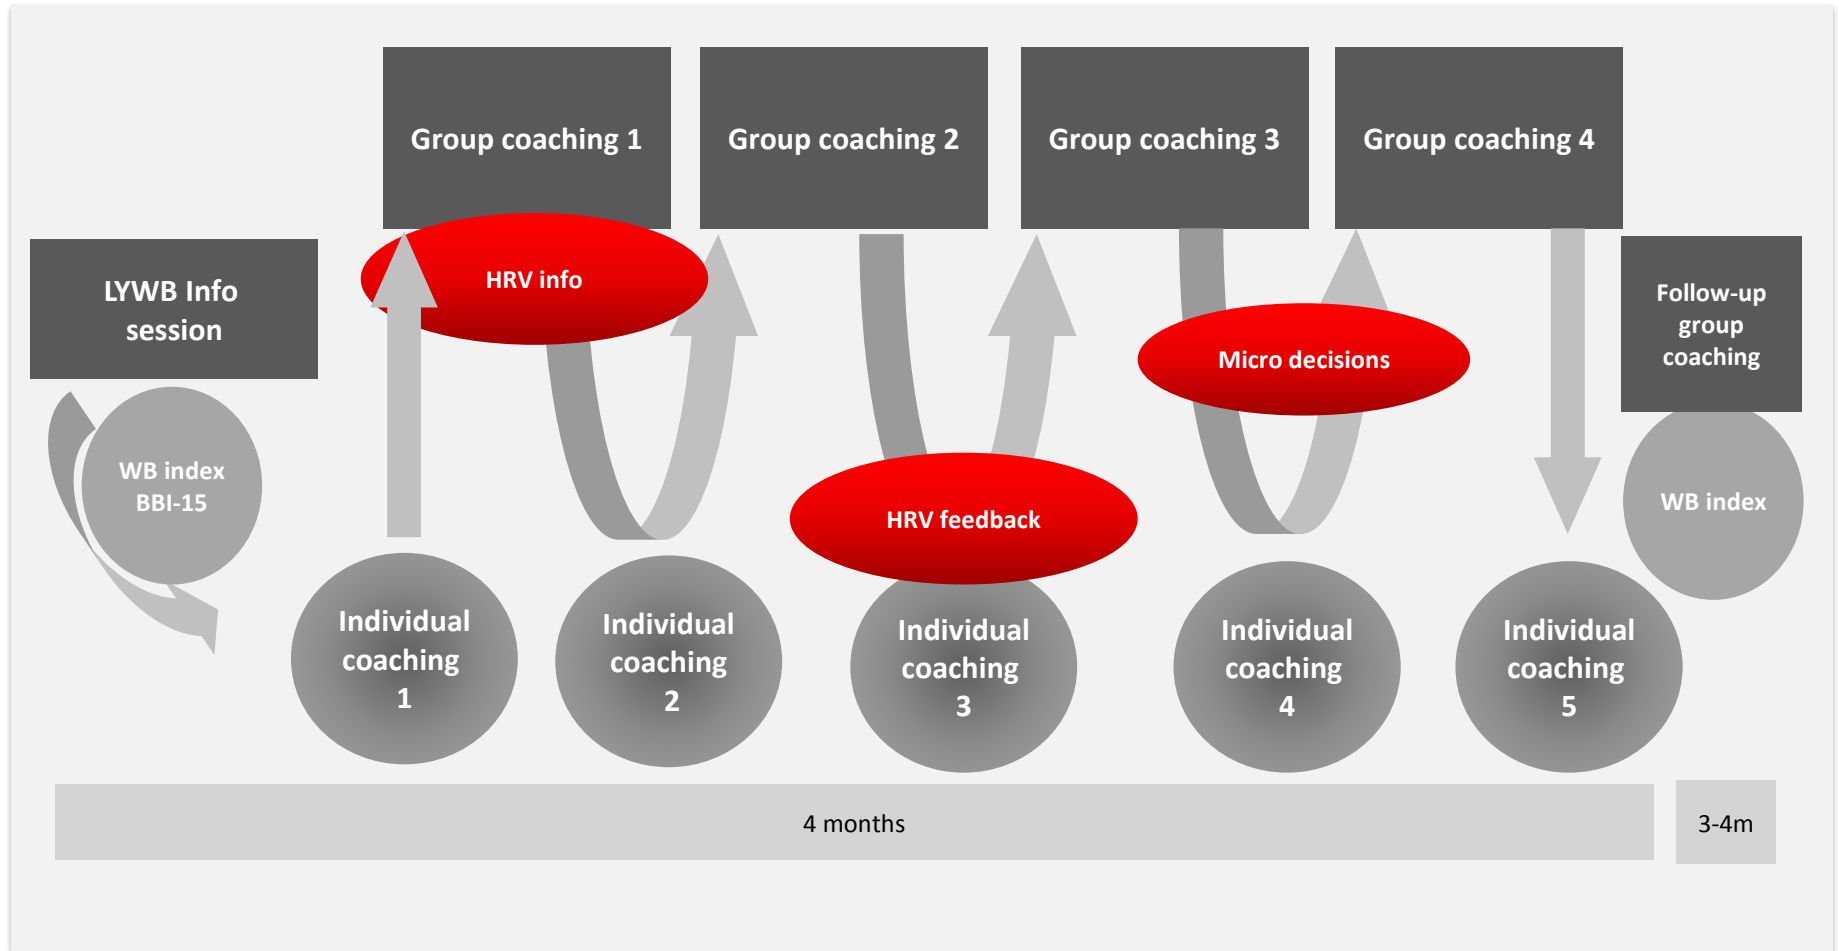 Group coaching 1
Group coaching 2
Group coaching 3
Group coaching 4
LYWB Info
session
HRV info
Micro decisions
Follow-up
group
coaching
WB index
BBI-15
HRV feedback
WB index
Individual
coaching
1
Individual
coaching
2
Individual
coaching
3
Individual
coaching
4
Individual
coaching
5
4 months
3-4m